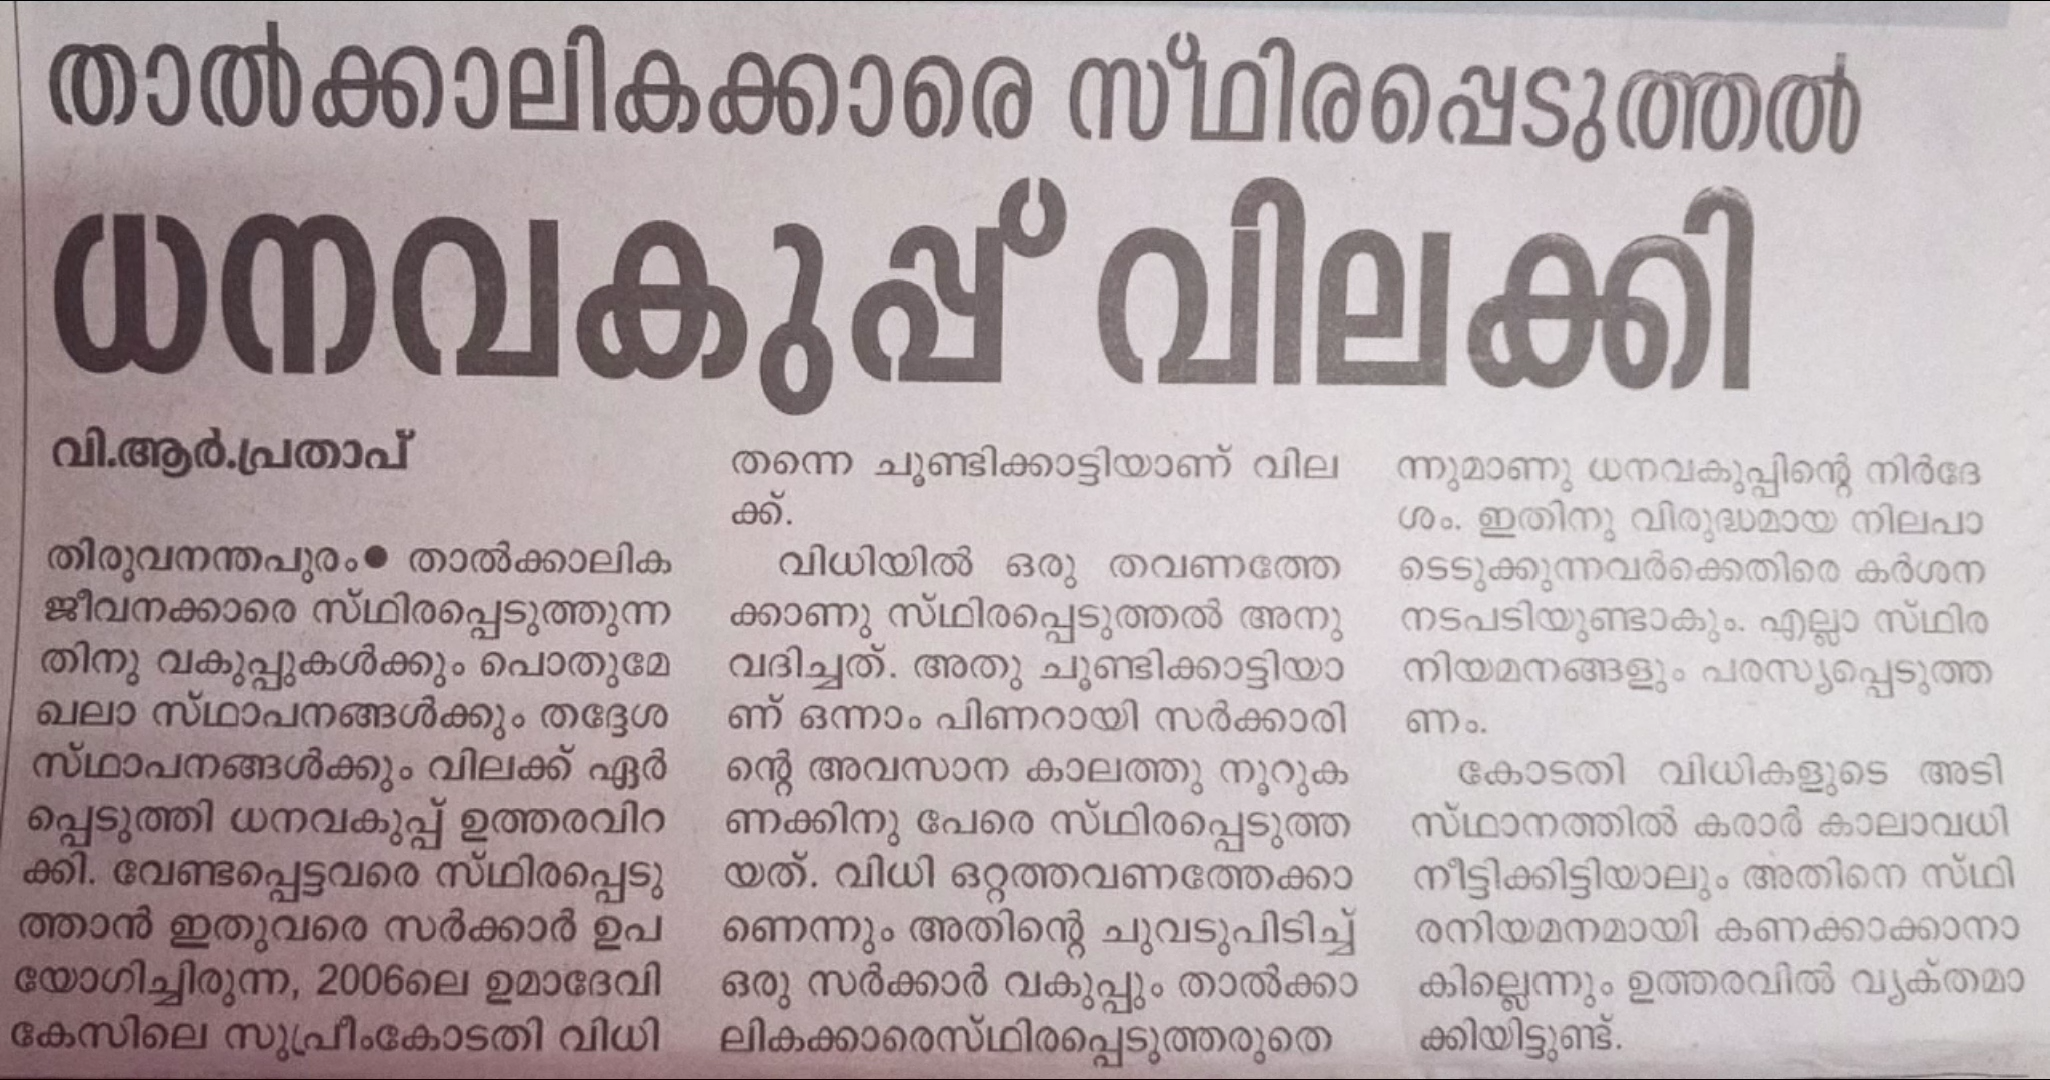 താൽക്കാലികക്കാരെ സ്ഥിരപ്പെടുത്തൽ
ധനവകുപ്പ് വിലക്കി
വി.ആർ.പ്രതാപ്
തിരുവനന്തപുരം● താൽക്കാലിക
ജീവനക്കാരെ സ്ഥിരപ്പെടുത്തുന്ന
തിനു വകുപ്പുകൾക്കും പൊതുമേ
ഖലാ സ്ഥാപനങ്ങൾക്കും തദ്ദേശ
സ്ഥാപനങ്ങൾക്കും വിലക്ക് ഏർ
പ്പെടുത്തി ധനവകുപ്പ് ഉത്തരവിറ
ക്കി. വേണ്ടപ്പെട്ടവരെ സ്ഥിരപ്പെടു
ത്താൻ ഇതുവരെ സർക്കാർ ഉപ
യോഗിച്ചിരുന്ന, 2006ലെ ഉമാദേവി
കേസിലെ സുപ്രീംകോടതി വിധി
തന്നെ ചൂണ്ടിക്കാട്ടിയാണ് വില
ക്ക്.
വിധിയിൽ ഒരു തവണത്തേ
ക്കാണു സ്ഥിരപ്പെടുത്തൽ അനു
വദിച്ചത്. അതു ചൂണ്ടിക്കാട്ടിയാ
ണ് ഒന്നാം പിണറായി സർക്കാരി
ന്റെ അവസാന കാലത്തു നൂറുക
ണക്കിനു പേരെ സ്ഥിരപ്പെടുത്തി
യത്. വിധി ഒറ്റത്തവണത്തേക്കാ
ണെന്നും അതിന്റെ ചുവടുപിടിച്ച്
ഒരു സർക്കാർ വകുപ്പും താൽക്കാ
ലികക്കാരെസ്ഥിരപ്പെടുത്തരുതെ
ന്നുമാണു ധനവകുപ്പിന്റെ നിർദേ
ശം. ഇതിനു വിരുദ്ധമായ നിലപാ
ടെടുക്കുന്നവർക്കെതിരെ കർശന
നടപടിയുണ്ടാകും. എല്ലാ സ്ഥിര
നിയമനങ്ങളും പരസ്യപ്പെടുത്ത
ണം.
കോടതി വിധികളുടെ അടി
സ്ഥാനത്തിൽ കരാർ കാലാവധി
നീട്ടിക്കിട്ടിയാലും അതിനെ സ്ഥി
രനിയമനമായി കണക്കാക്കാനാ
കില്ലെന്നും ഉത്തരവിൽ വ്യക്തമാ
ക്കിയിട്ടുണ്ട്.